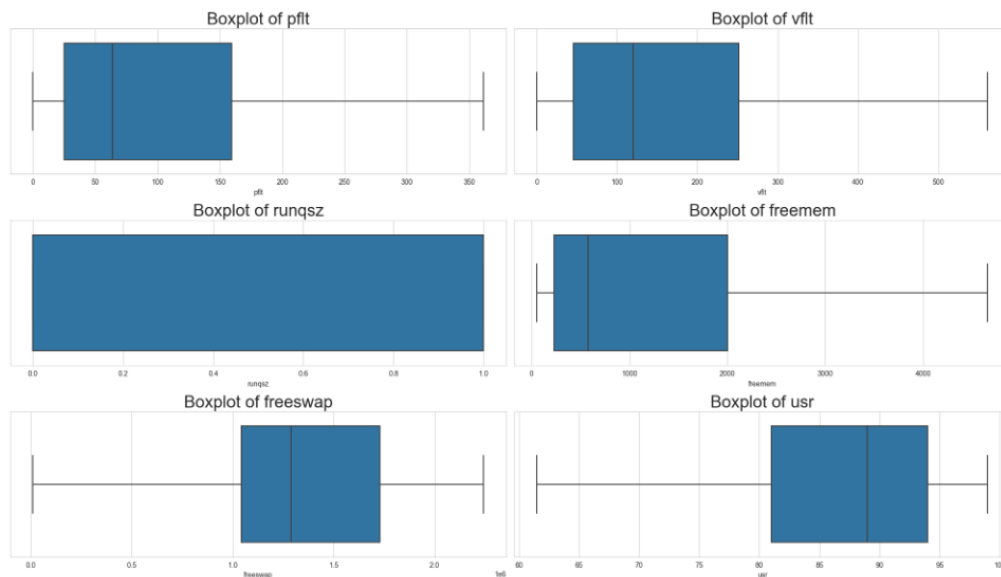 Boxplot of pflt
0 50 100 150 200 250 300 350
pflt
Boxplot of vflt
0 100 200 300 400 500
vflt
Boxplot of runqsz
0.0 0.2 0.4 0.6 0.8 1.0
runqsz
Boxplot of freemem
0 1000 2000 3000 4000
freemem
Boxplot of freeswap
0.0 0.5 1.0 1.5 2.0
freeswap
1e6
Boxplot of usr
60 65 70 75 80 85 90 95
usr